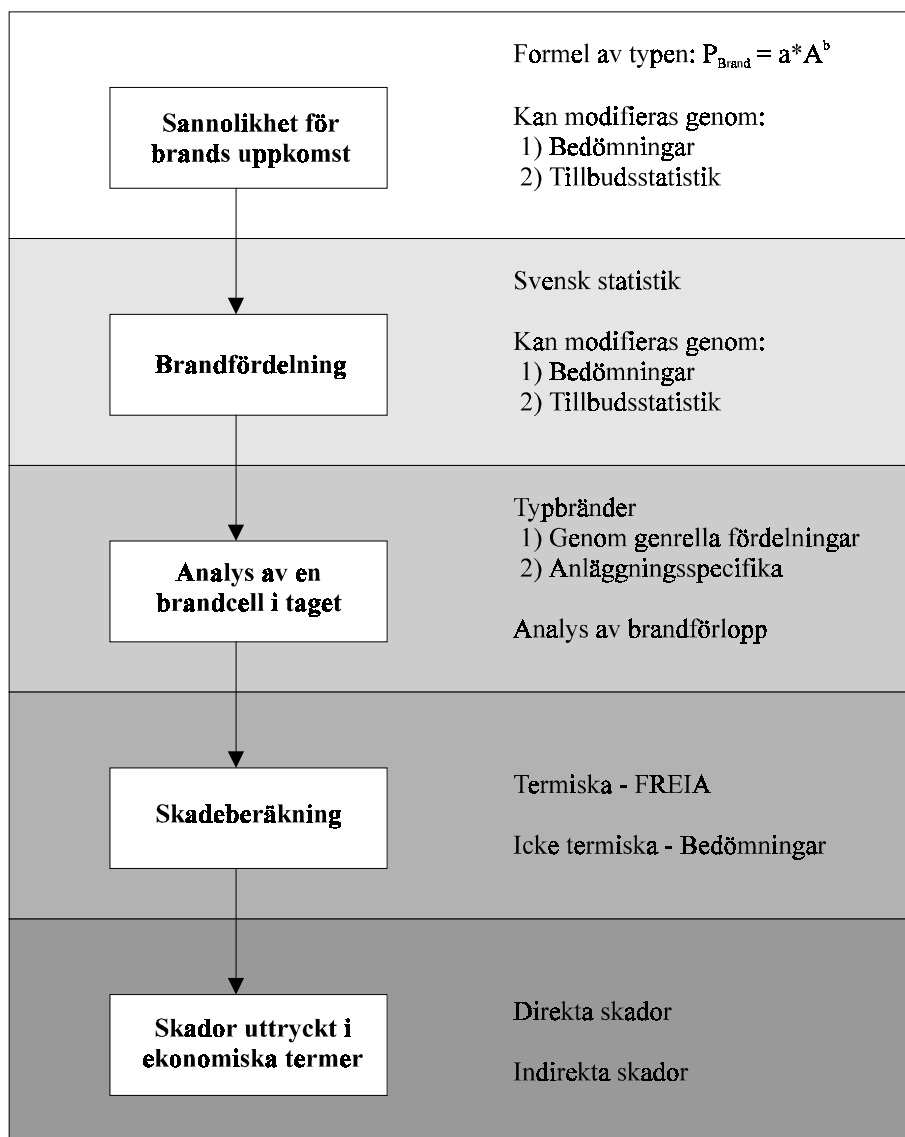 Formel av typen: P_Brand = a*A^b
Sannolikhet för
brands uppkomst
Kan modifieras genom:
1) Bedömningar
2) Tillbudsstatistik
Brandfördelning
Svensk statistik
Kan modifieras genom:
1) Bedömningar
2) Tillbudsstatistik
Analys av en
brandcell i taget
Typbränder
1) Genom genrella fördelningar
2) Anläggningsspecifika
Analys av brandförlopp
Skadeberäkning
Termiska - FREIA
Icke termiska - Bedömningar
Skador uttryckt i
ekonomiska termer
Direkta skador
Indirekta skador